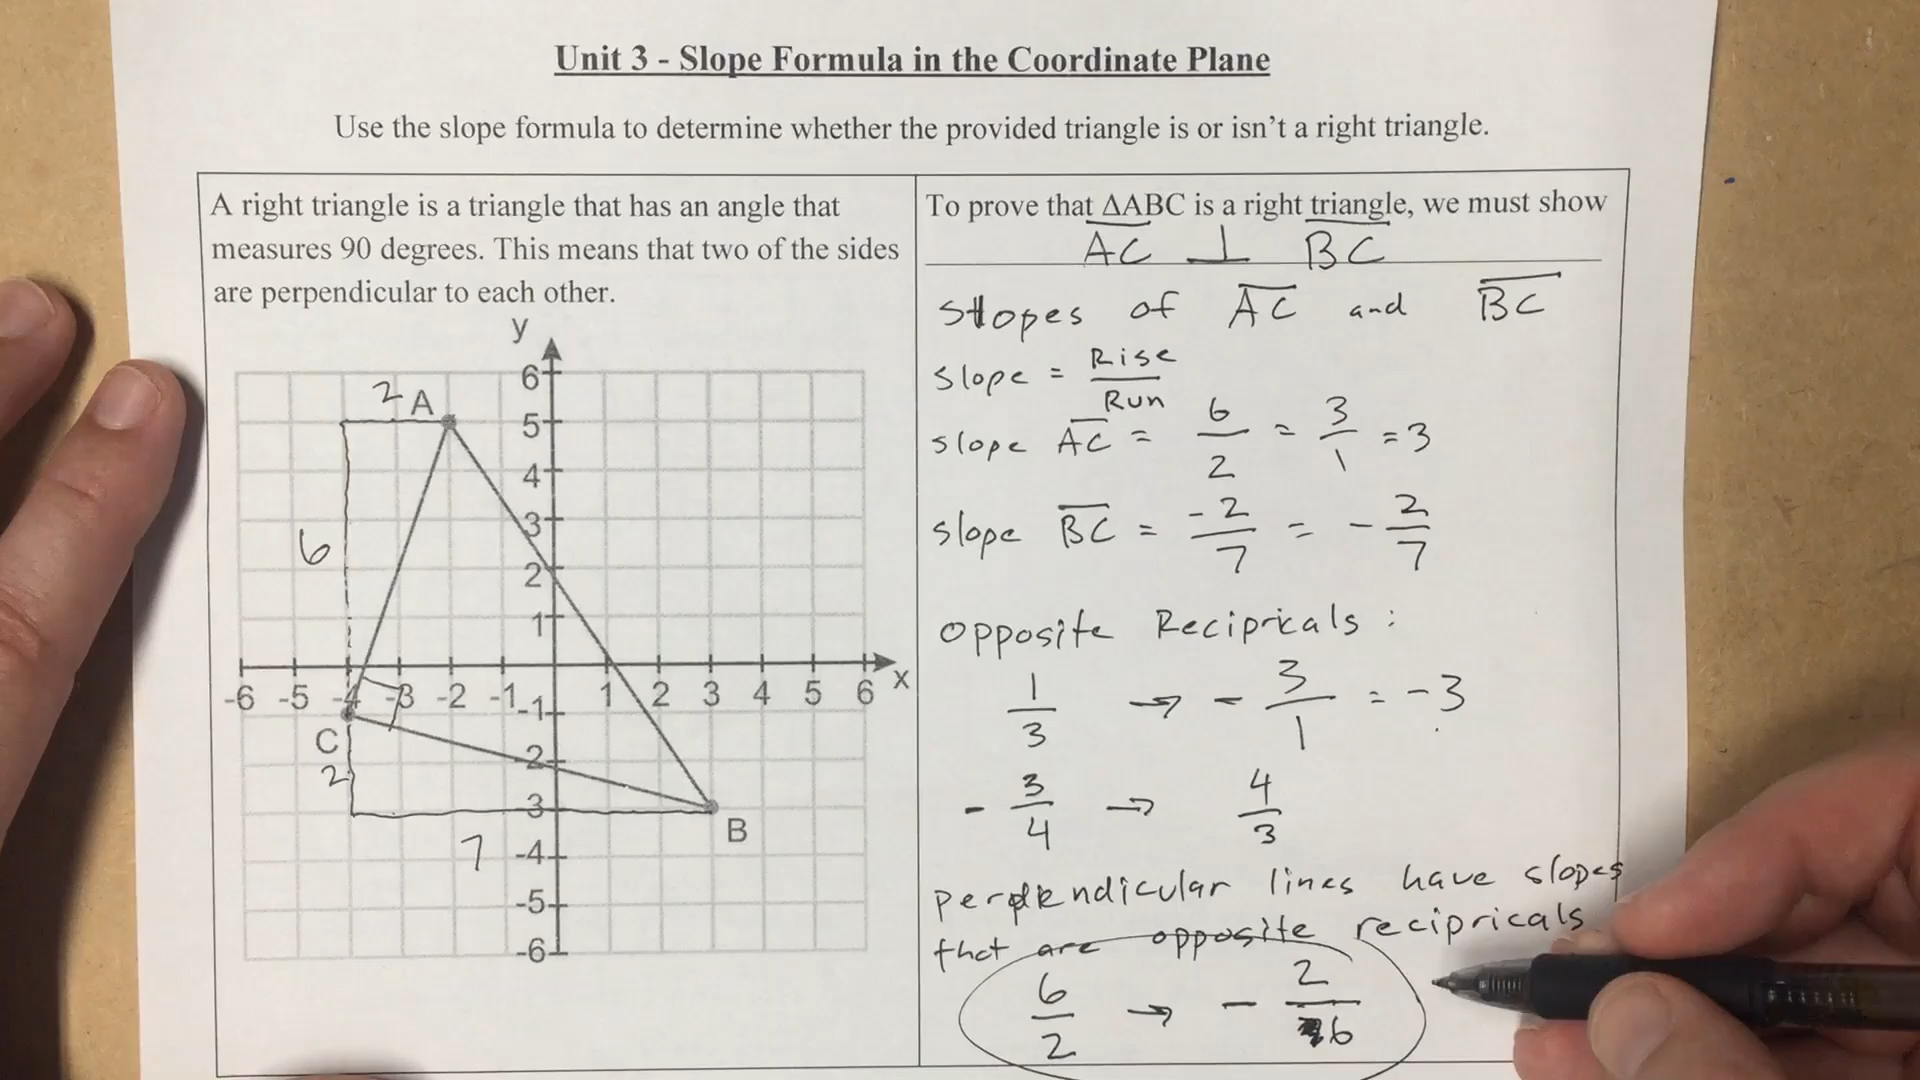 Unit 3 - Slope Formula in the Coordinate Plane
Use the slope formula to determine whether the provided triangle is or isn't a right triangle.
A right triangle is a triangle that has an angle that
measures 90 degrees. This means that two of the sides
are perpendicular to each other.
y
6
2 A
5
4
3
6
2
1
-6 -5 -4 -3 -2 -1 1 2 3 4 5 6 x
-1
C
2
-2
-3
B
7
-4
-5
-6
To prove that ΔABC is a right triangle, we must show
AC ⊥ BC
Slopes of AC and BC
Slope = Rise / Run
slope AC = 6/2 = 3/1 = 3
slope BC = -2/7 = - 2/7
Opposite Recipricals :
1/3 → - 3/1 = -3
- 3/4 → 4/3
perpendicular lines have slopes
that are opposite recipricals
6/2 → - 2/6